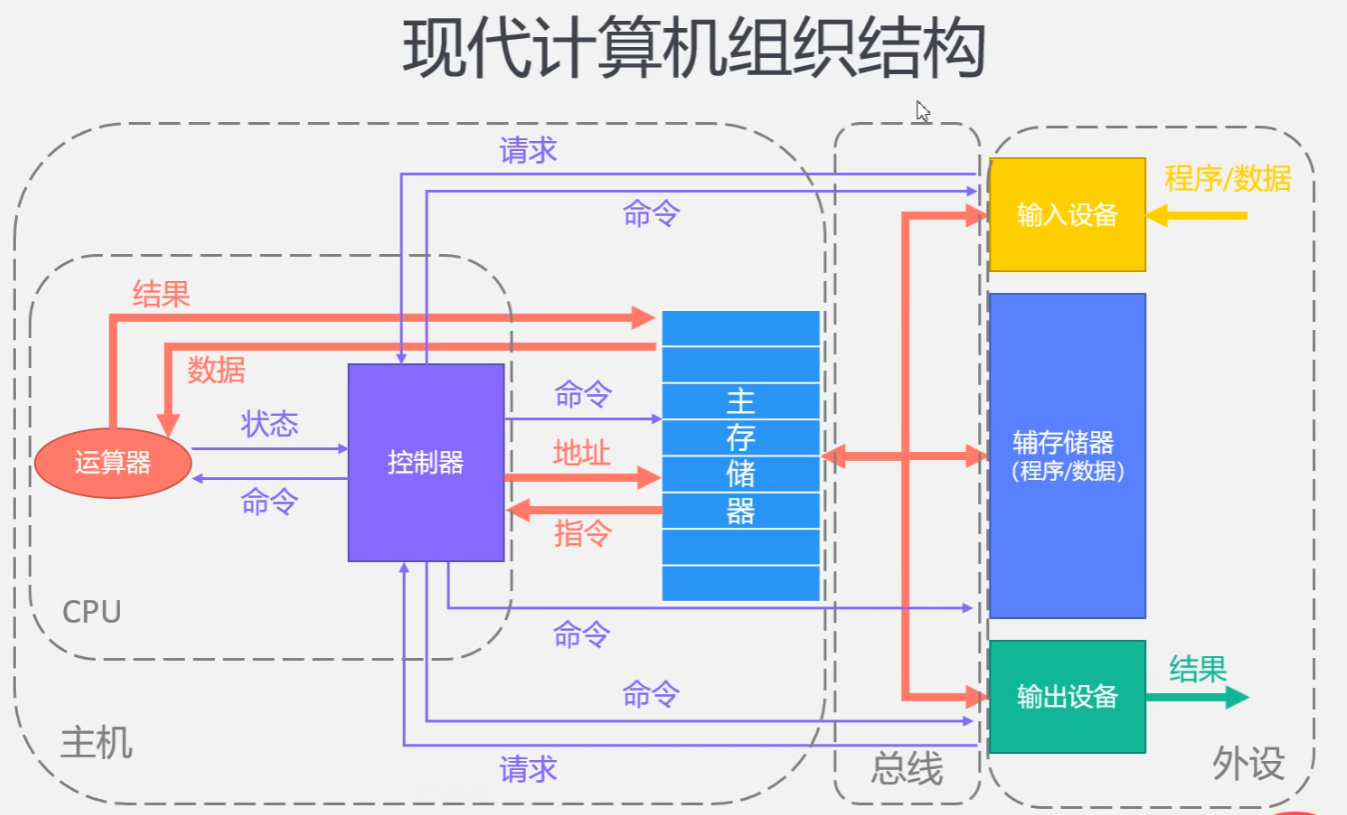 现代计算机组织结构
请求
命令
程序/数据
输入设备
结果
数据
状态
命令
运算器
控制器
命令
地址
指令
主
存
储
器
辅存储器
（程序/数据）
CPU
命令
命令
请求
输出设备
结果
主机
总线
外设